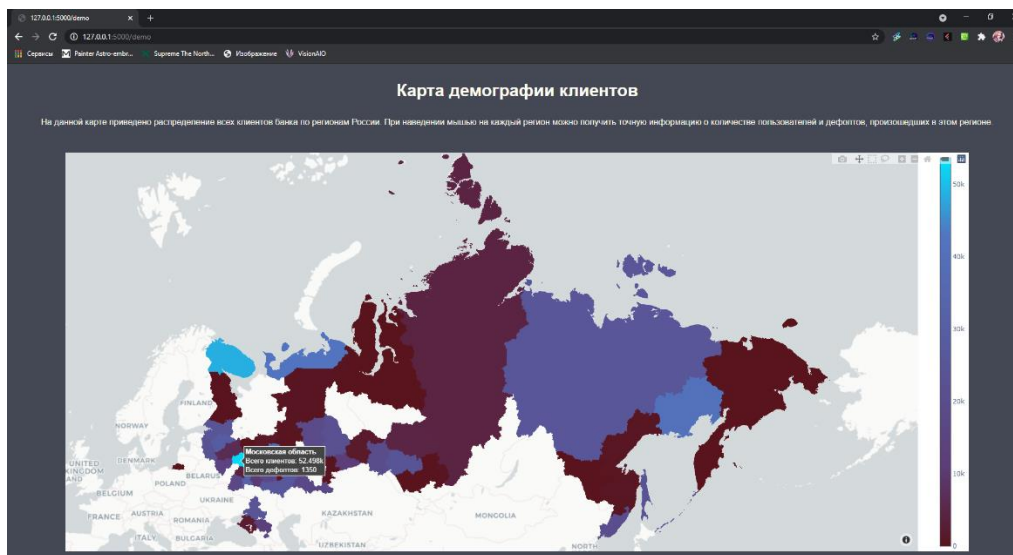 127.0.0.1:5000/demo
127.0.0.1:5000/demo
Сервисы Painter Astro-embr... Supreme The North... Изображение VisionAIO
Карта демографии клиентов
На данной карте приведено распределение всех клиентов банка по регионам России. При наведении мышью на каждый регион можно получить точную информацию о количестве пользователей и дефолтов, произошедших в этом регионе.
50k
40k
30k
20k
10k
0
FINLAND
NORWAY
Московская область
Всего клиентов: 52,498k
Всего дефолтов: 1350
UNITED
KINGDOM
DENMARK
BELARUS
POLAND
BELGIUM
UKRAINE
FRANCE
AUSTRIA
ROMANIA
KAZAKHSTAN
MONGOLIA
ITALY
BULGARIA
UZBEKISTAN
NORTH